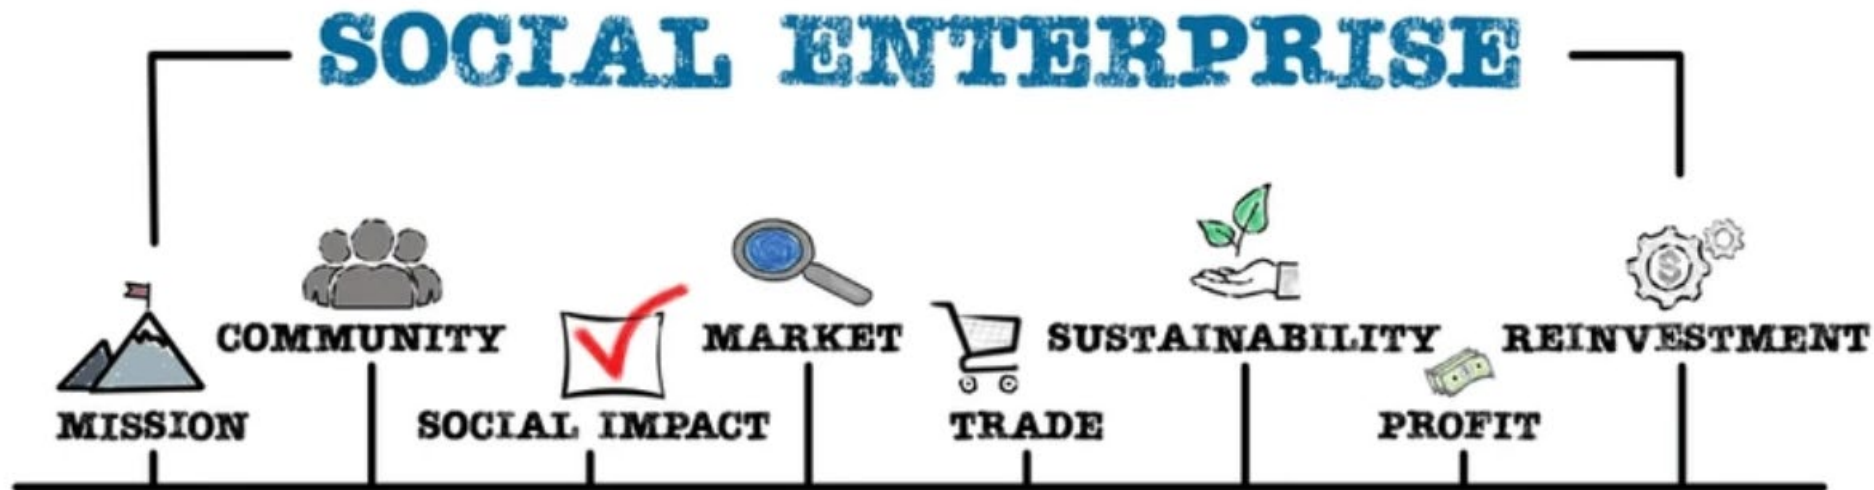 SOCIAL ENTERPRISE
COMMUNITY
MARKET
SUSTAINABILITY
REINVESTMENT
MISSION
SOCIAL IMPACT
TRADE
PROFIT
$